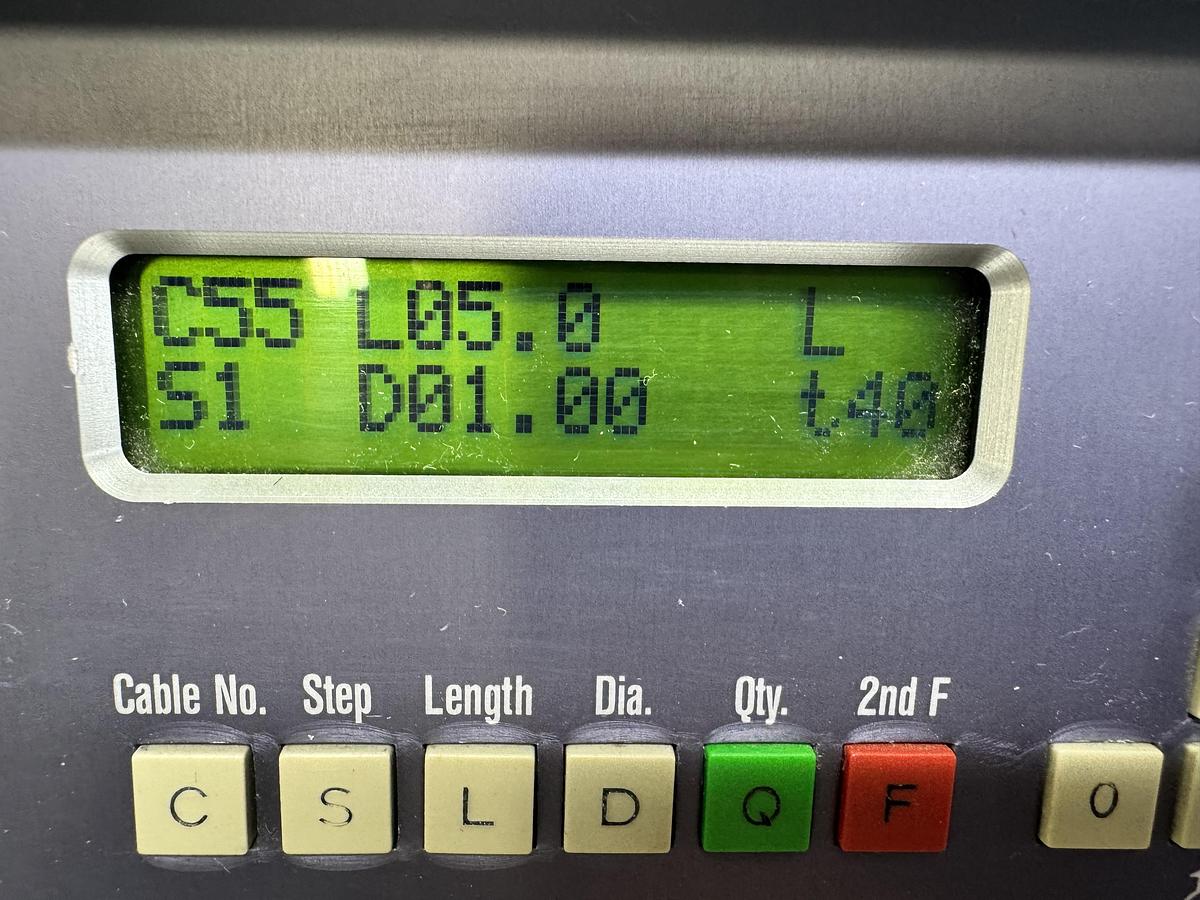 C55 L05.0 L
S1 D01.00 t.40
Cable No. Step Length Dia. Qty. 2nd F
C S L D Q F 0